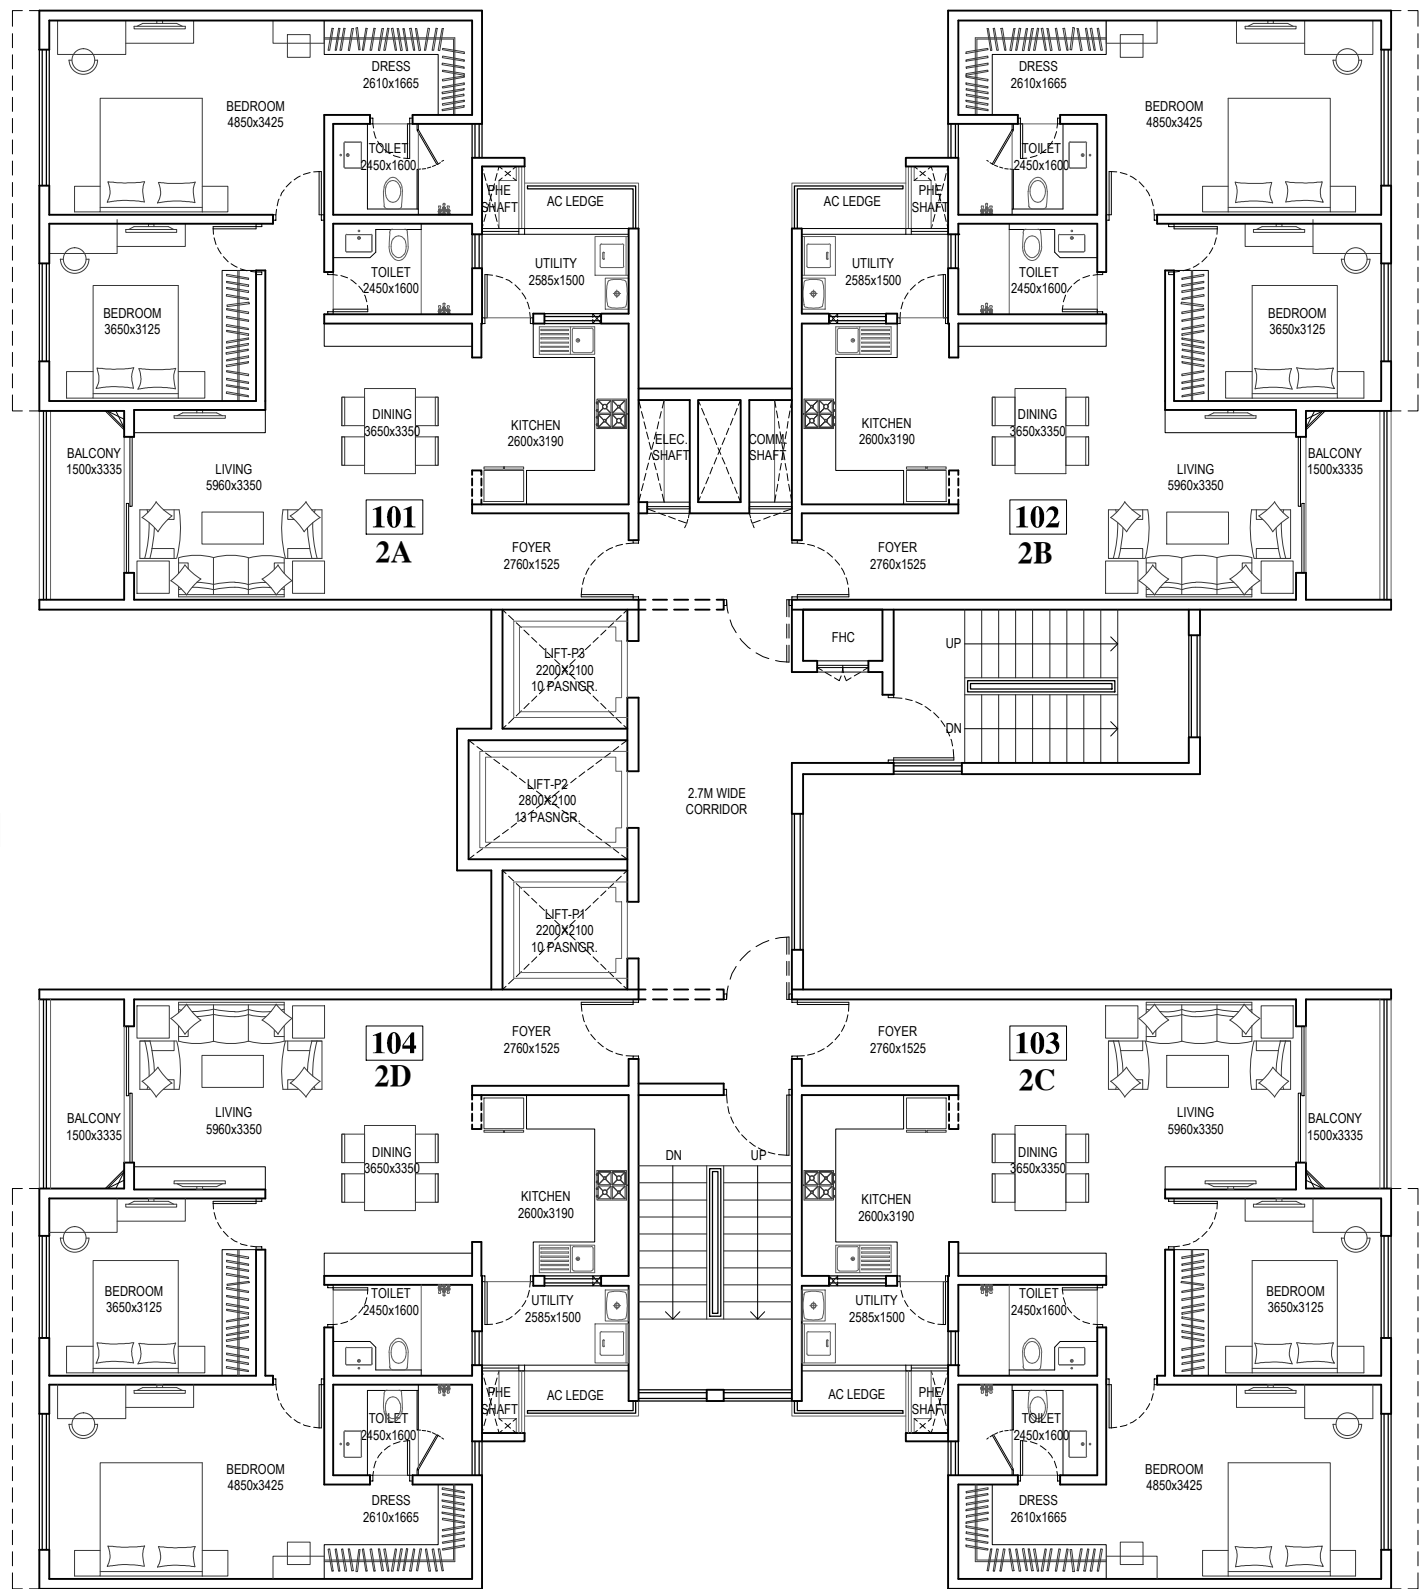 DRESS
2610x1665
BEDROOM
4850x3425
TOILET
2450x1600
PHE
SHAFT
AC LEDGE
TOILET
2450x1600
UTILITY
2585x1500
BEDROOM
3650x3125
DINING
3650x3350
KITCHEN
2600x3190
BALCONY
1500x3335
LIVING
5960x3350
101
2A
FOYER
2760x1525
ELEC.
SHAFT
COMM.
SHAFT
DRESS
2610x1665
BEDROOM
4850x3425
TOILET
2450x1600
PHE
SHAFT
AC LEDGE
UTILITY
2585x1500
TOILET
2450x1600
BEDROOM
3650x3125
KITCHEN
2600x3190
DINING
3650x3350
BALCONY
1500x3335
LIVING
5960x3350
102
2B
FOYER
2760x1525
LIFT-P3
2200X2100
10 PASNGR.
FHC
UP
DN
LIFT-P2
2800X2100
13 PASNGR.
2.7M WIDE
CORRIDOR
LIFT-P1
2200X2100
10 PASNGR.
104
2D
FOYER
2760x1525
BALCONY
1500x3335
LIVING
5960x3350
DINING
3650x3350
KITCHEN
2600x3190
BEDROOM
3650x3125
TOILET
2450x1600
UTILITY
2585x1500
PHE
SHAFT
AC LEDGE
TOILET
2450x1600
BEDROOM
4850x3425
DRESS
2610x1665
DN
UP
FOYER
2760x1525
103
2C
LIVING
5960x3350
BALCONY
1500x3335
DINING
3650x3350
KITCHEN
2600x3190
UTILITY
2585x1500
TOILET
2450x1600
BEDROOM
3650x3125
AC LEDGE
PHE
SHAFT
TOILET
2450x1600
BEDROOM
4850x3425
DRESS
2610x1665